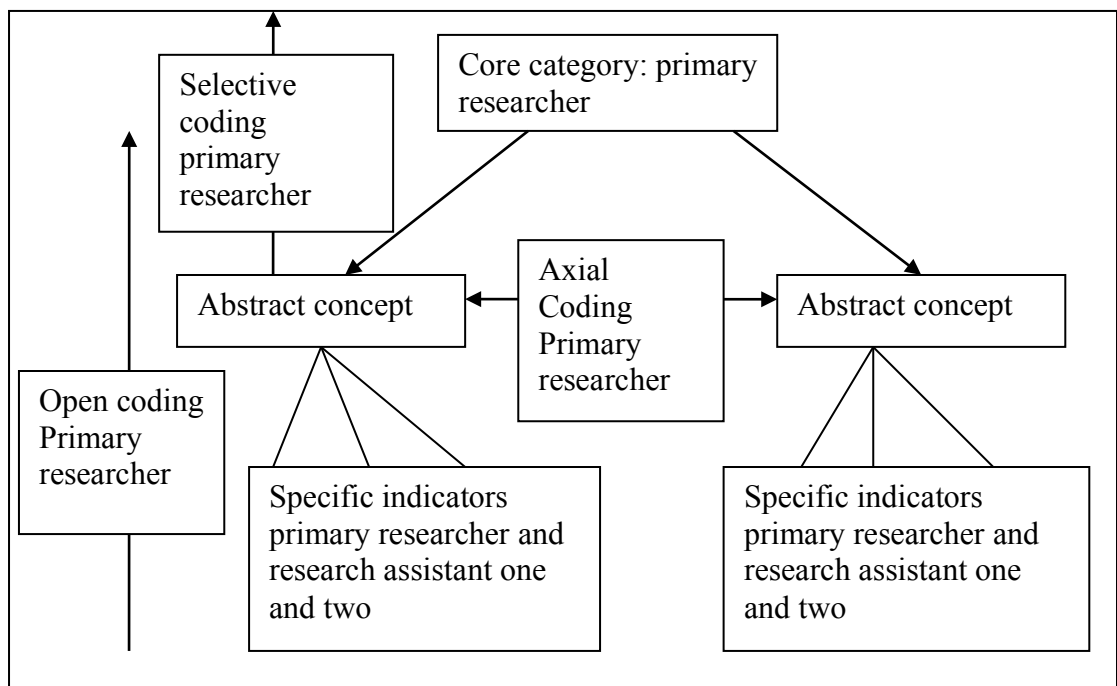 Selective
coding
primary
researcher
Core category: primary
researcher
Abstract concept
Axial
Coding
Primary
researcher
Abstract concept
Open coding
Primary
researcher
Specific indicators
primary researcher and
research assistant one
and two
Specific indicators
primary researcher and
research assistant one
and two